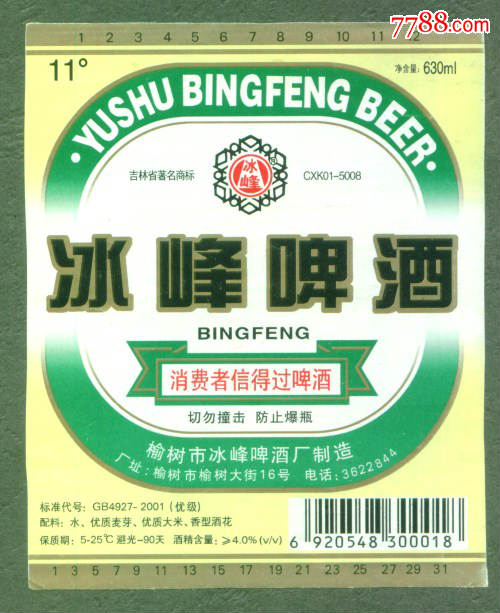 7788.com
1 2 3 4 5 6 7 8 9 10 11 12
11° 净含量: 630ml
·YUSHU BINGFENG BEER·
吉林省著名商标 冰峰® CXK01-5008
冰峰啤酒
BINGFENG
消费者信得过啤酒
切勿撞击 防止爆瓶
榆树市冰峰啤酒厂制造
厂址: 榆树市榆树大街16号 电话: 3622844
标准代号: GB4927-2001 (优级)
配料: 水、优质麦芽、优质大米、香型酒花
保质期: 5-25℃ 避光-90天 酒精含量: ≥4.0% (v/v)
6 920548 300018
1 3 5 7 9 11 13 15 17 19 21 23 25 27 29 31